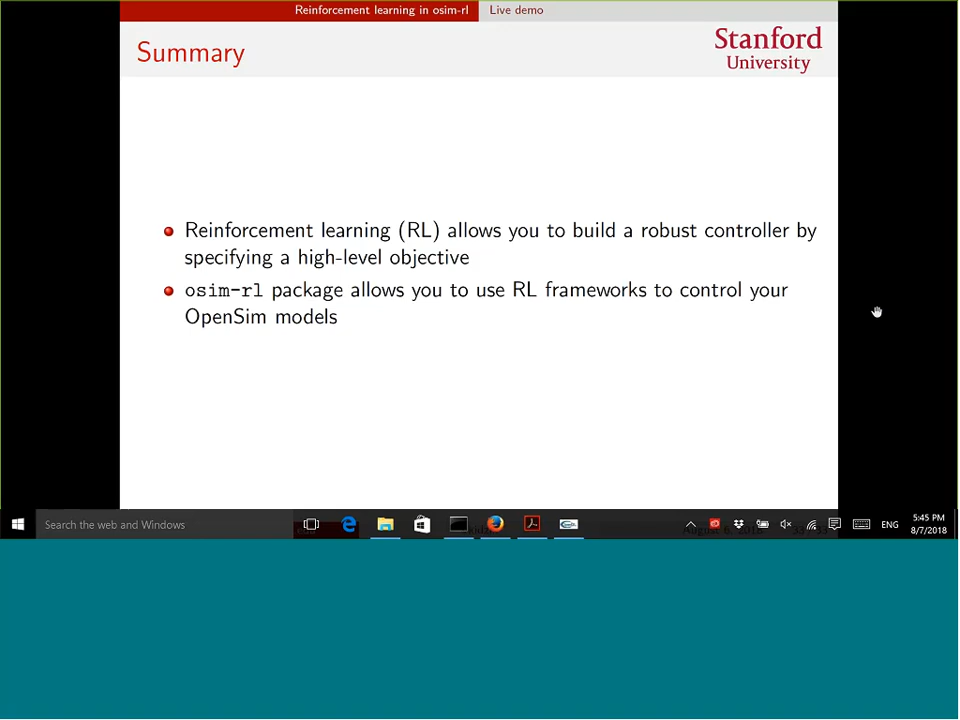 Reinforcement learning in osim-rl Live demo
Summary
Stanford
University
Reinforcement learning (RL) allows you to build a robust controller by
specifying a high-level objective
osim-rl package allows you to use RL frameworks to control your
OpenSim models
Search the web and Windows
ENG
5:45 PM
8/7/2018